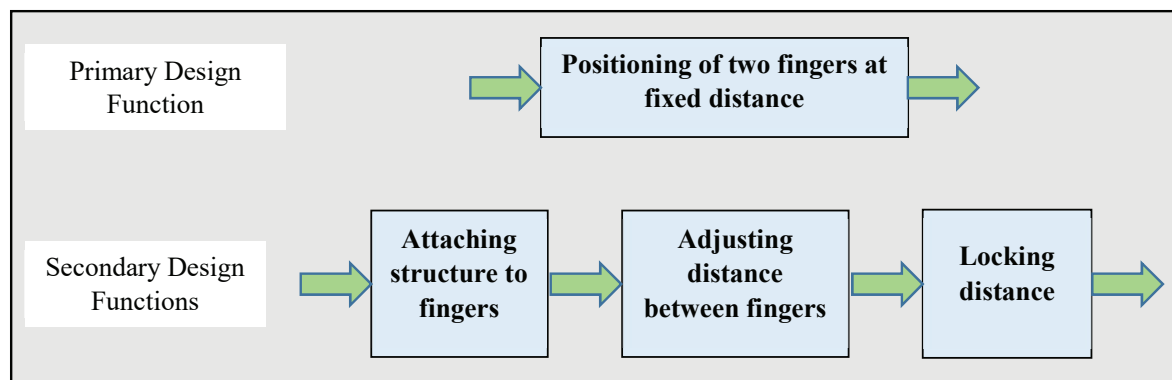 Primary Design
Function
Positioning of two fingers at
fixed distance
Secondary Design
Functions
Attaching
structure to
fingers
Adjusting
distance
between fingers
Locking
distance